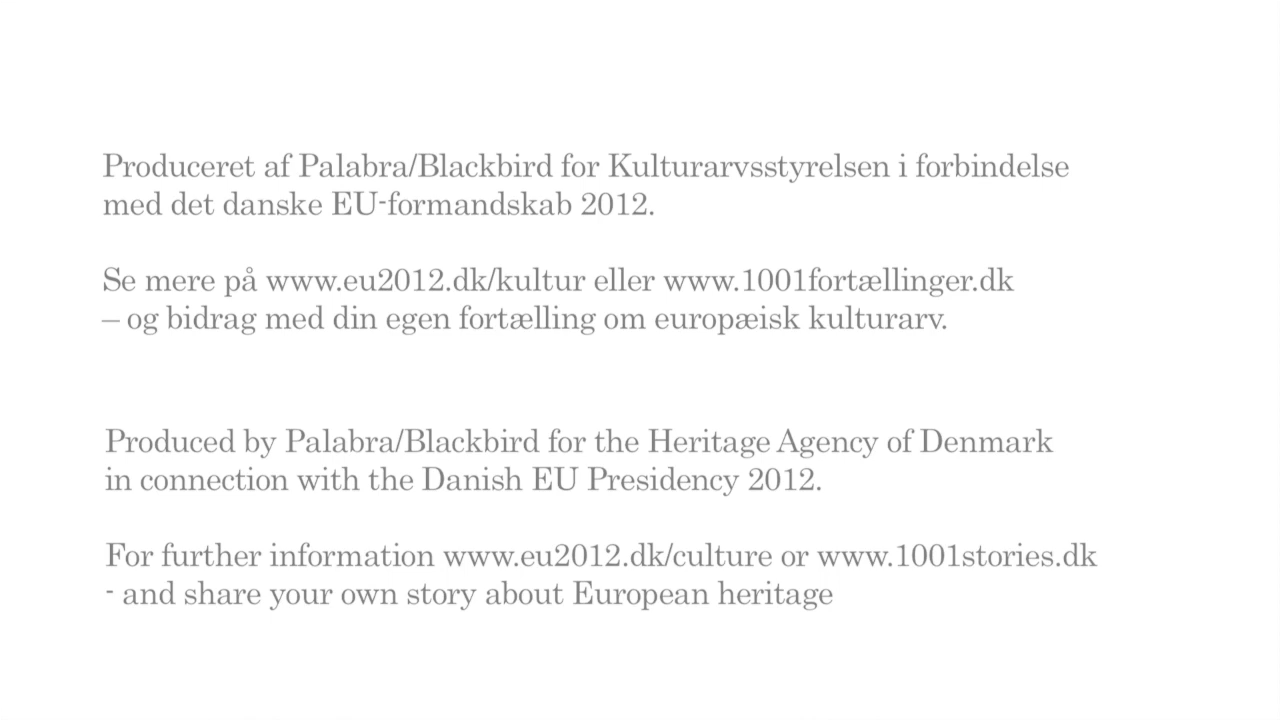 Produceret af Palabra/Blackbird for Kulturarvsstyrelsen i forbindelse
med det danske EU-formandskab 2012.
Se mere på www.eu2012.dk/kultur eller www.1001fortællinger.dk
– og bidrag med din egen fortælling om europæisk kulturarv.
Produced by Palabra/Blackbird for the Heritage Agency of Denmark
in connection with the Danish EU Presidency 2012.
For further information www.eu2012.dk/culture or www.1001stories.dk
- and share your own story about European heritage